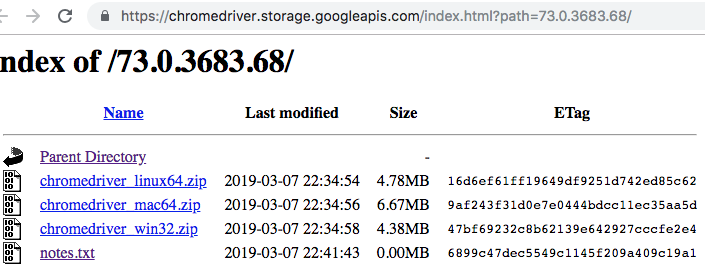 https://chromedriver.storage.googleapis.com/index.html?path=73.0.3683.68/
ndex of /73.0.3683.68/
Name Last modified Size ETag
Parent Directory -
chromedriver_linux64.zip 2019-03-07 22:34:54 4.78MB 16d6ef61ff19649df9251d742ed85c62
chromedriver_mac64.zip 2019-03-07 22:34:56 6.67MB 9af243f31d0e7e0444bdcc11ec35aa5d
chromedriver_win32.zip 2019-03-07 22:34:58 4.38MB 47bf69232c8b62139e642927cccfe2e4
notes.txt 2019-03-07 22:41:43 0.00MB 6899c47dec5549c1145f209a409c19a1